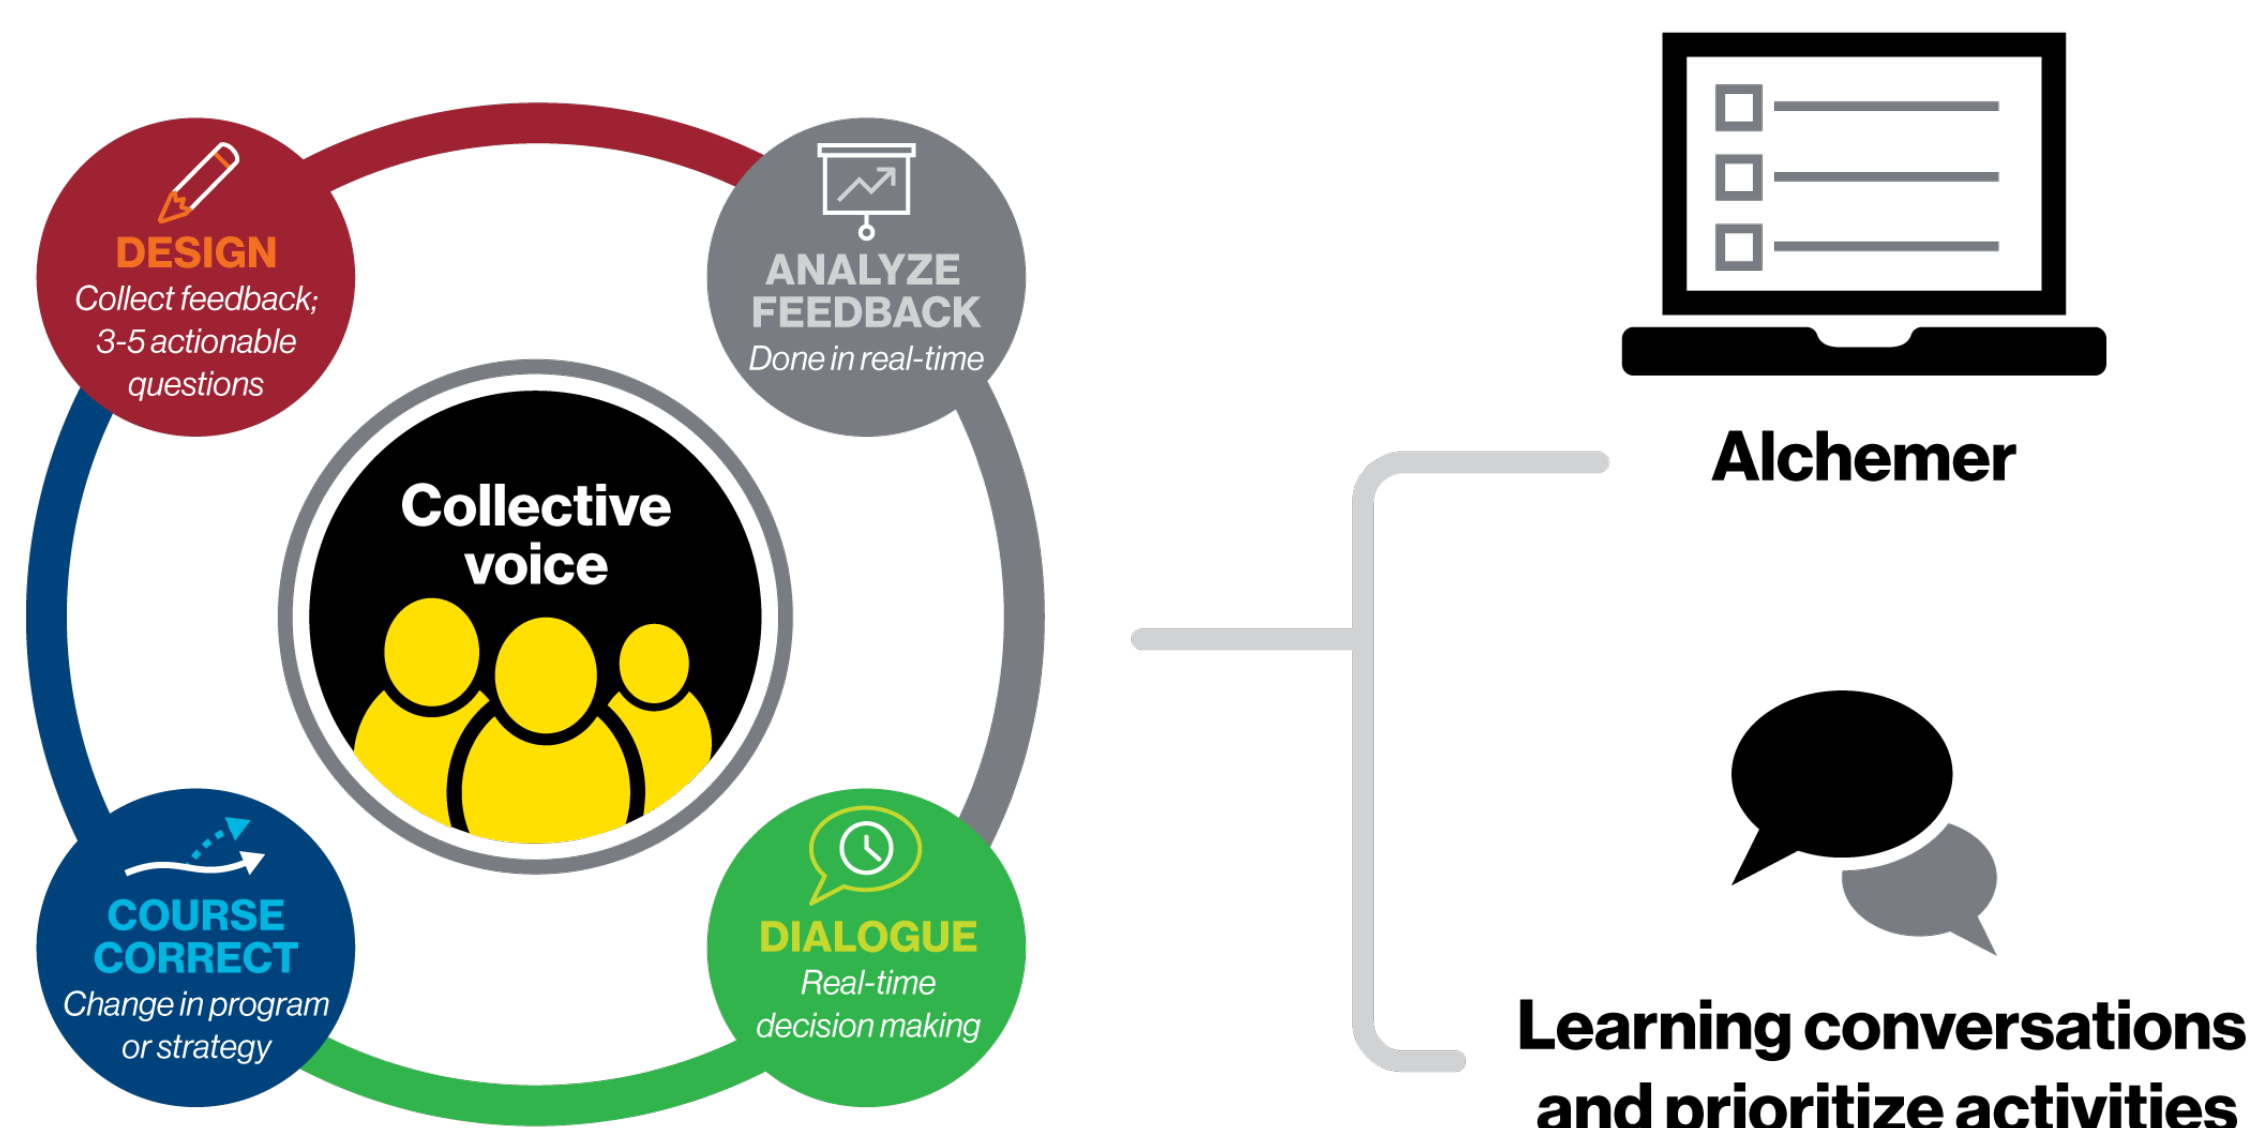 DESIGN
Collect feedback;
3-5 actionable
questions
ANALYZE
FEEDBACK
Done in real-time
Collective
voice
COURSE
CORRECT
Change in program
or strategy
DIALOGUE
Real-time
decision making
Alchemer
Learning conversations
and prioritize activities